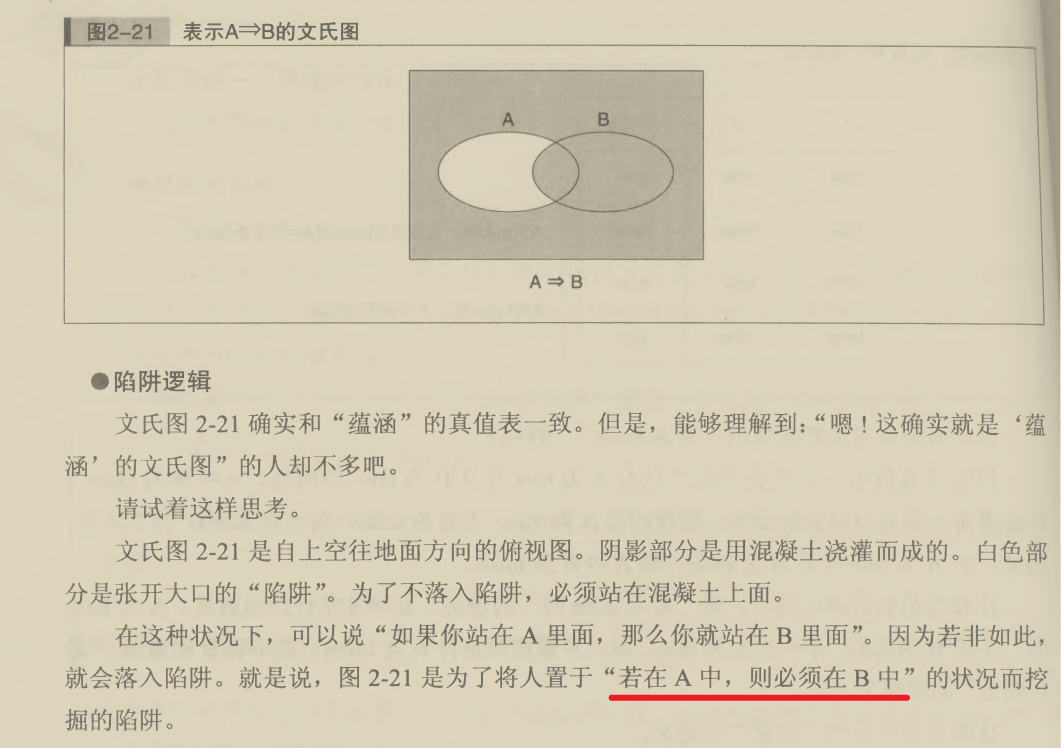 图2-21 表示A⇒B的文氏图
A B
A ⇒ B
●陷阱逻辑
文氏图 2-21 确实和“蕴涵”的真值表一致。但是，能够理解到：“嗯！这确实就是‘蕴
涵’的文氏图”的人却不多吧。
请试着这样思考。
文氏图 2-21 是自上空往地面方向的俯视图。阴影部分是用混凝土浇灌而成的。白色部
分是张开大口的“陷阱”。为了不落入陷阱，必须站在混凝土上面。
在这种状况下，可以说“如果你站在 A 里面，那么你就站在 B 里面”。因为若非如此，
就会落入陷阱。就是说，图 2-21 是为了将人置于“若在 A 中，则必须在 B 中”的状况而挖
掘的陷阱。